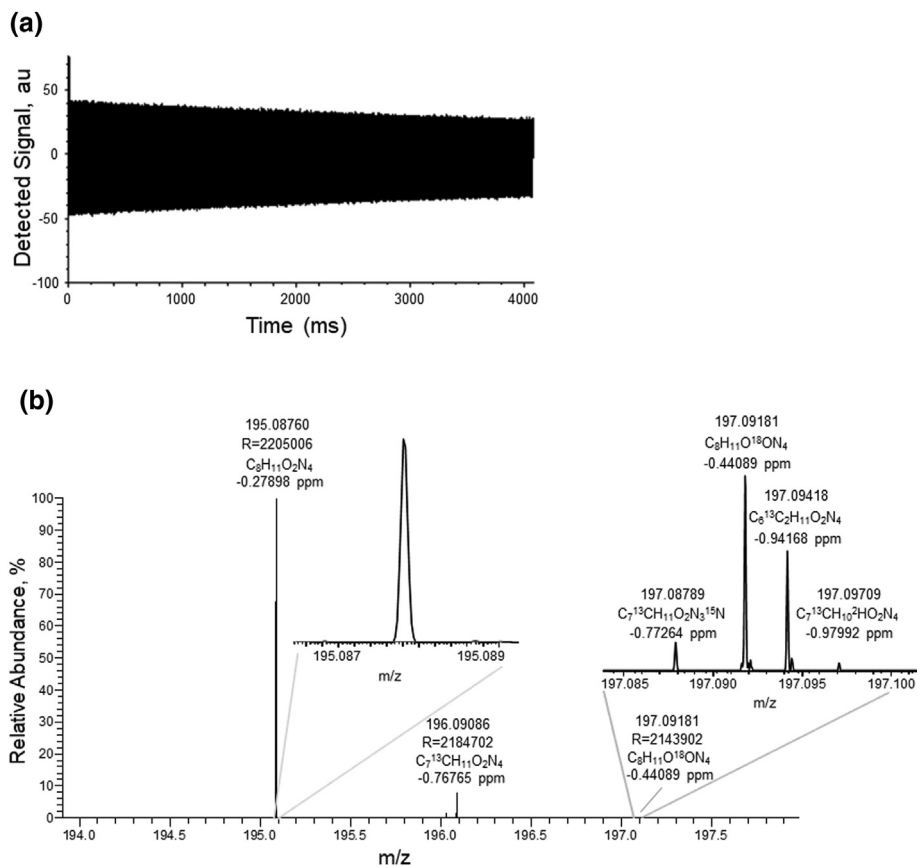 (a)
Detected Signal, au
50
0
-50
-100
0 1000 2000 3000 4000
Time (ms)
(b)
195.08760
R=2205006
C₈H₁₁O₂N₄
-0.27898 ppm
197.09181
C₈H₁₁O¹⁸ON₄
-0.44089 ppm
197.09418
C₆¹³C₂H₁₁O₂N₄
-0.94168 ppm
197.08789
C₇¹³CH₁₁O₂N₃¹⁵N
-0.77264 ppm
197.09709
C₇¹³CH₁₀²HO₂N₄
-0.97992 ppm
195.087 195.089
m/z
197.085 197.090 197.095 197.100
m/z
196.09086
R=2184702
C₇¹³CH₁₁O₂N₄
-0.76765 ppm
197.09181
R=2143902
C₈H₁₁O¹⁸ON₄
-0.44089 ppm
Relative Abundance, %
100
90
80
70
60
50
40
30
20
10
0
194.0 194.5 195.0 195.5 196.0 196.5 197.0 197.5
m/z